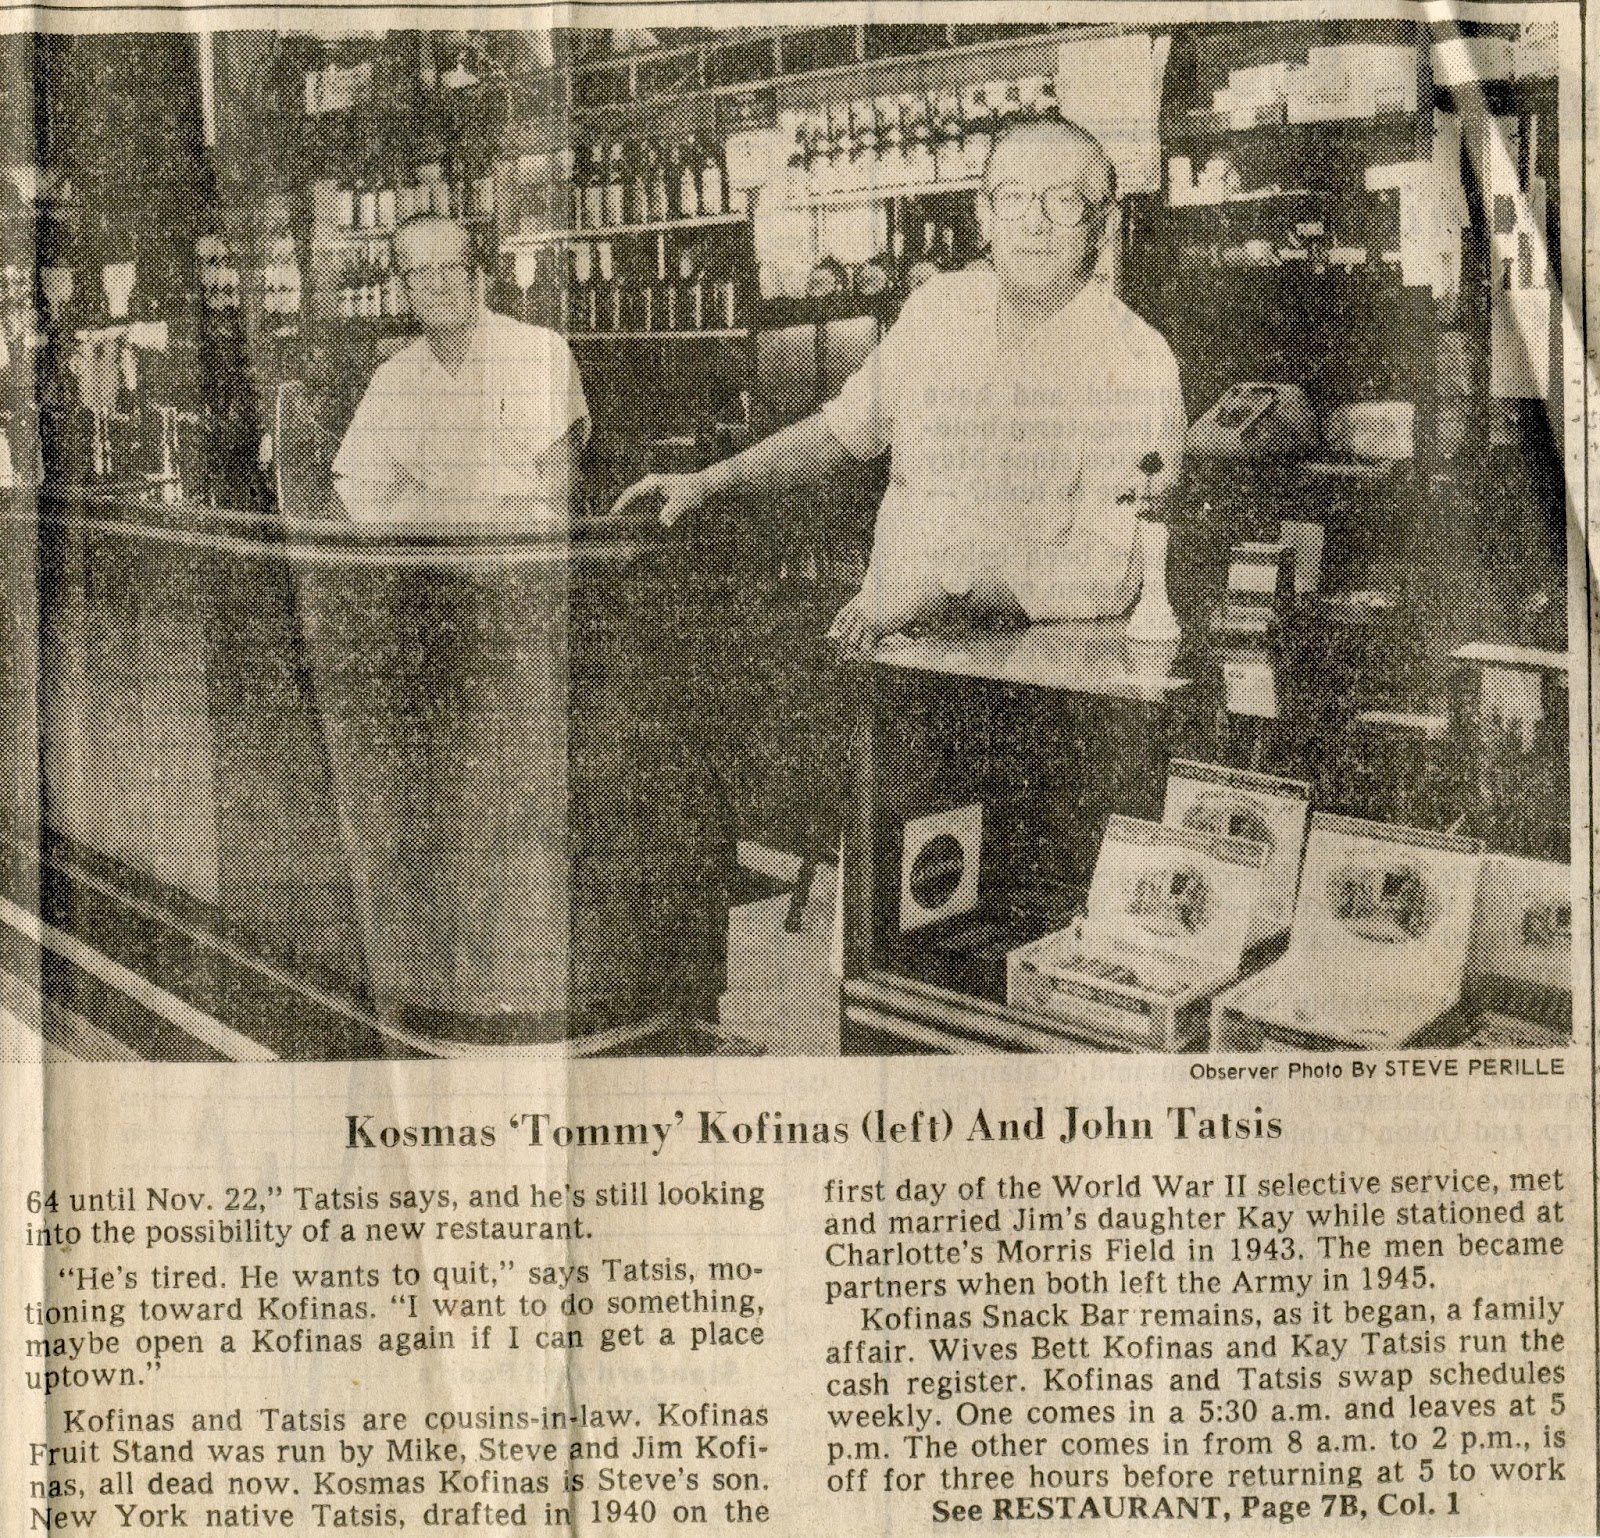 Observer Photo By STEVE PERILLE
Kosmas ‘Tommy’ Kofinas (left) And John Tatsis
64 until Nov. 22,” Tatsis says, and he’s still looking
into the possibility of a new restaurant.
“He’s tired. He wants to quit,” says Tatsis, mo-
tioning toward Kofinas. “I want to do something,
maybe open a Kofinas again if I can get a place
uptown.”
Kofinas and Tatsis are cousins-in-law. Kofinas
Fruit Stand was run by Mike, Steve and Jim Kofi-
nas, all dead now. Kosmas Kofinas is Steve’s son.
New York native Tatsis, drafted in 1940 on the
first day of the World War II selective service, met
and married Jim’s daughter Kay while stationed at
Charlotte’s Morris Field in 1943. The men became
partners when both left the Army in 1945.
Kofinas Snack Bar remains, as it began, a family
affair. Wives Bett Kofinas and Kay Tatsis run the
cash register. Kofinas and Tatsis swap schedules
weekly. One comes in a 5:30 a.m. and leaves at 5
p.m. The other comes in from 8 a.m. to 2 p.m., is
off for three hours before returning at 5 to work
See RESTAURANT, Page 7B, Col. 1